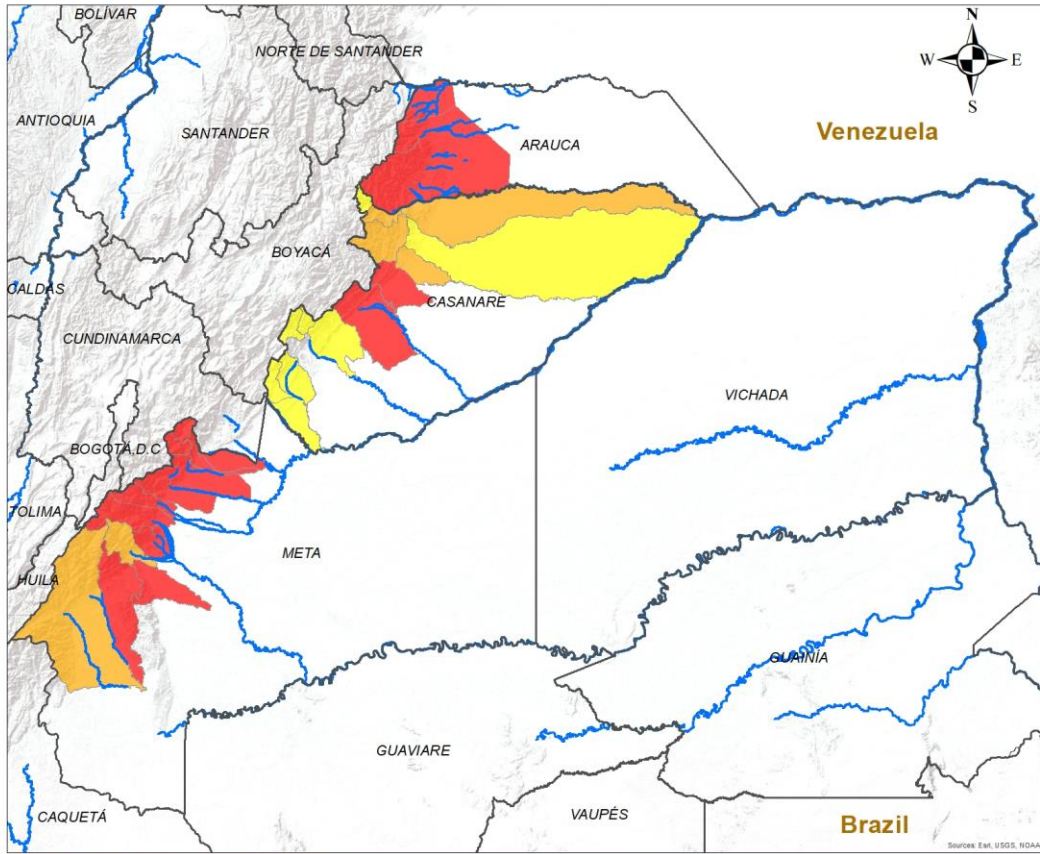 BOLÍVAR
NORTE DE SANTANDER
N
W
E
S
ANTIOQUIA
SANTANDER
ARAUCA
Venezuela
BOYACÁ
CALDAS
CASANARE
CUNDINAMARCA
VICHADA
BOGOTÁ.D.C
TOLIMA
META
HUILA
GUAINÍA
GUAVIARE
CAQUETÁ
VAUPÉS
Brazil
Sources: Esri, USGS, NOAA